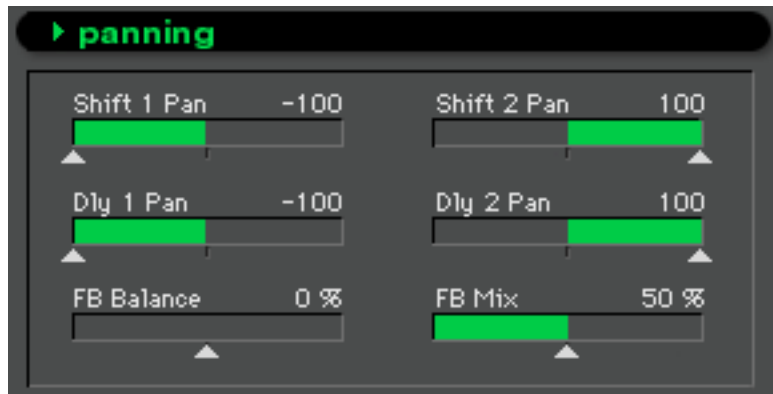 panning
Shift 1 Pan -100 Shift 2 Pan 100
Dly 1 Pan -100 Dly 2 Pan 100
FB Balance 0 % FB Mix 50 %